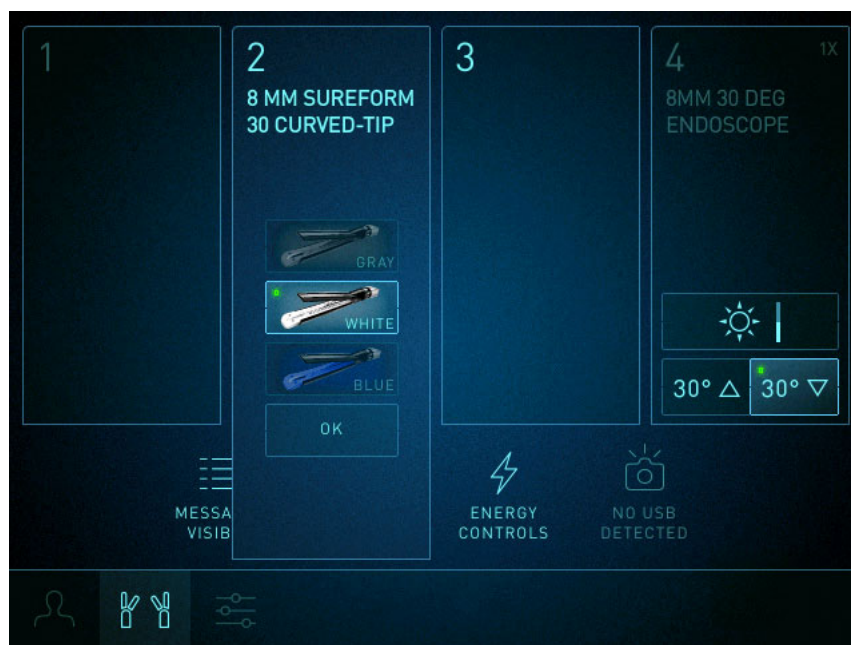 1
2
8 MM SUREFORM
30 CURVED-TIP
GRAY
WHITE
BLUE
OK
3
4
1X
8MM 30 DEG
ENDOSCOPE
30° △
30° ▽
MESSA
VISIB
ENERGY
CONTROLS
NO USB
DETECTED